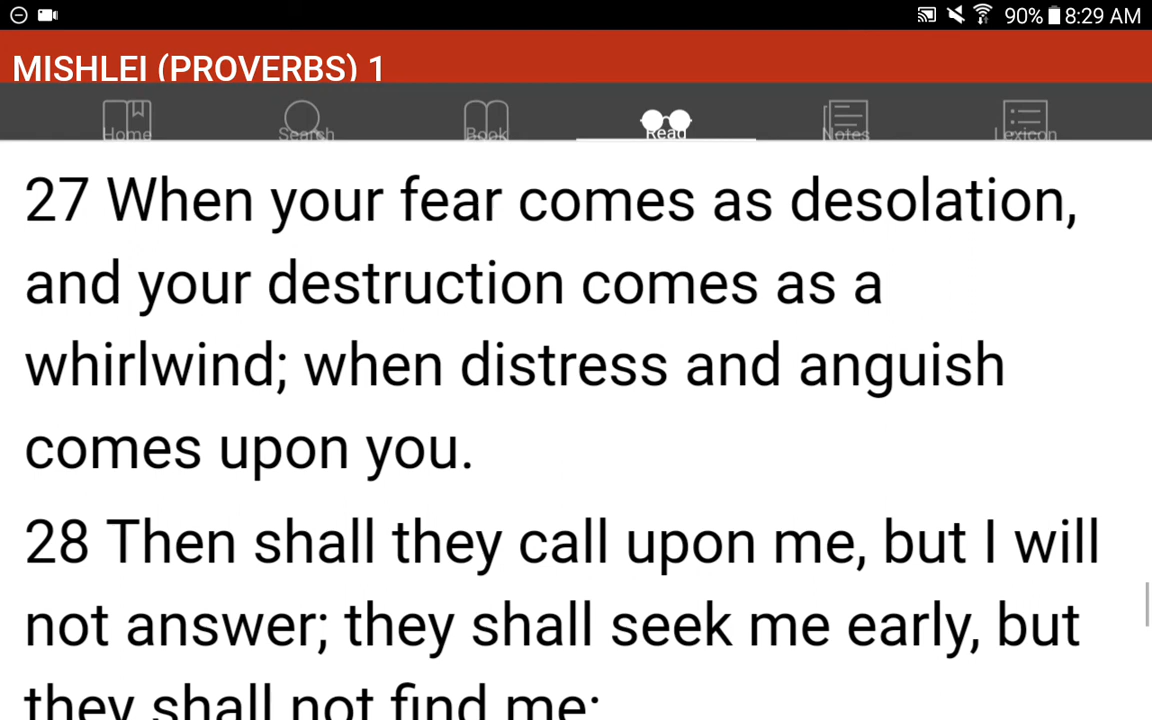 90% 8:29 AM
MISHLEI (PROVERBS) 1
Home Search Book Read Notes Lexicon
27 When your fear comes as desolation,
and your destruction comes as a
whirlwind; when distress and anguish
comes upon you.
28 Then shall they call upon me, but I will
not answer; they shall seek me early, but
they shall not find me: